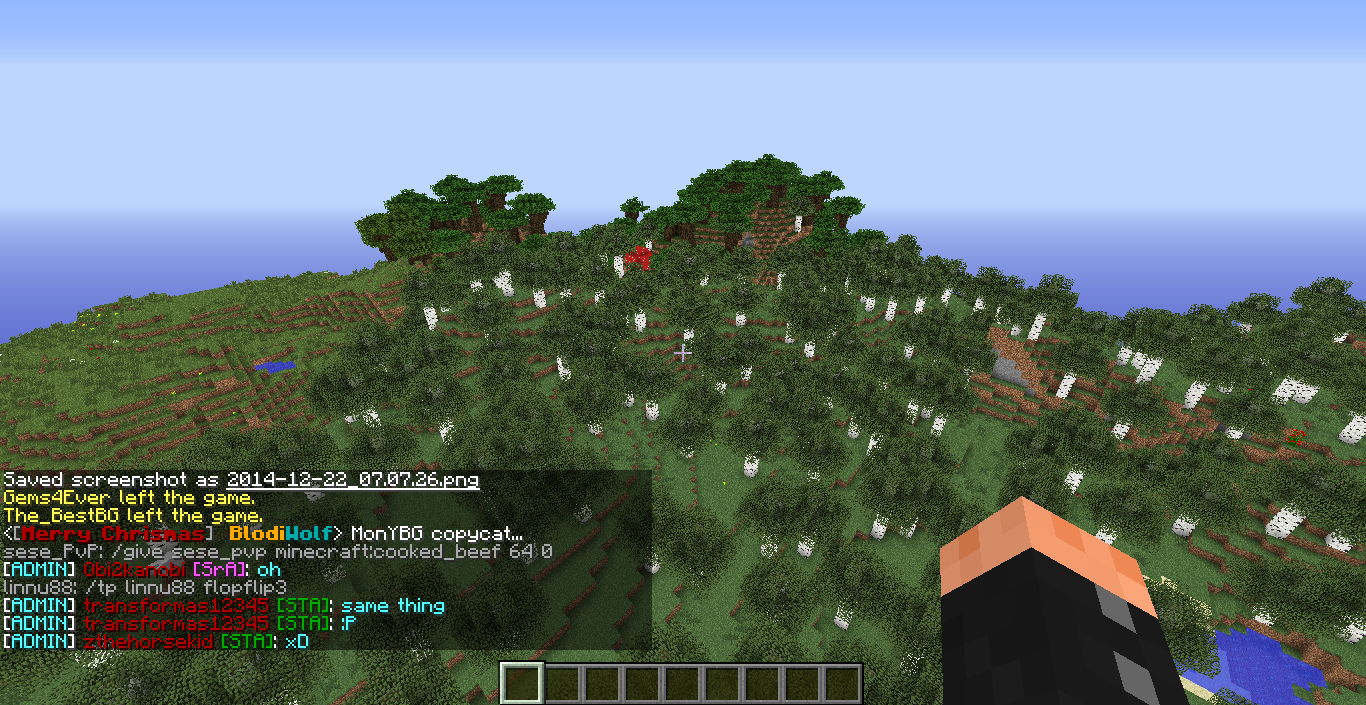 Saved screenshot as 2014-12-22_07.07.26.png
Gems4Ever left the game.
The_BestBG left the game.
<[Merry Chrismas] BlodiWolf> MonYBG copycat...
sese_PvP: /give sese_pvp minecraft:cooked_beef 64 0
[ADMIN] 0bi2kanobi [SrA]: oh
linnu88: /tp linnu88 flopflip3
[ADMIN] transformas12345 [STA]: same thing
[ADMIN] transformas12345 [STA]: :P
[ADMIN] zthehorsekid [STA]: xD